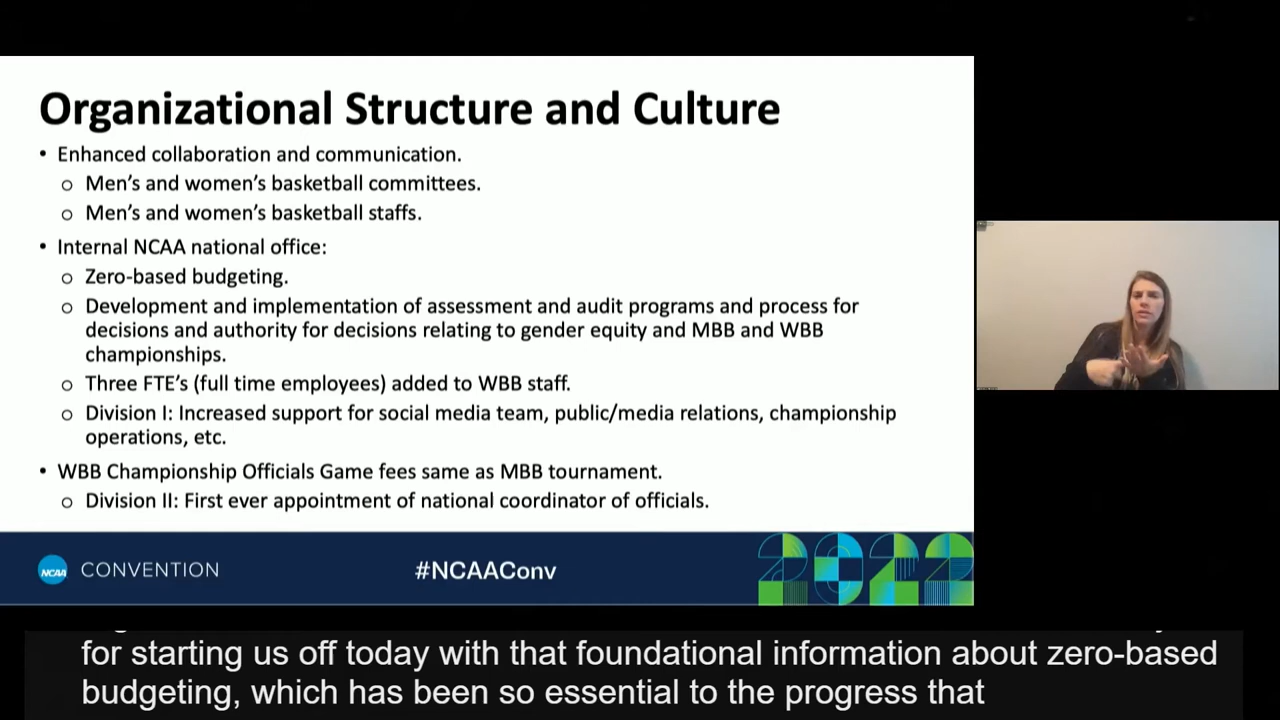 Organizational Structure and Culture
• Enhanced collaboration and communication.
o Men's and women's basketball committees.
o Men's and women's basketball staffs.
• Internal NCAA national office:
o Zero-based budgeting.
o Development and implementation of assessment and audit programs and process for
decisions and authority for decisions relating to gender equity and MBB and WBB
championships.
o Three FTE's (full time employees) added to WBB staff.
o Division I: Increased support for social media team, public/media relations, championship
operations, etc.
• WBB Championship Officials Game fees same as MBB tournament.
o Division II: First ever appointment of national coordinator of officials.
NCAA CONVENTION #NCAAConv 2022
for starting us off today with that foundational information about zero-based
budgeting, which has been so essential to the progress that